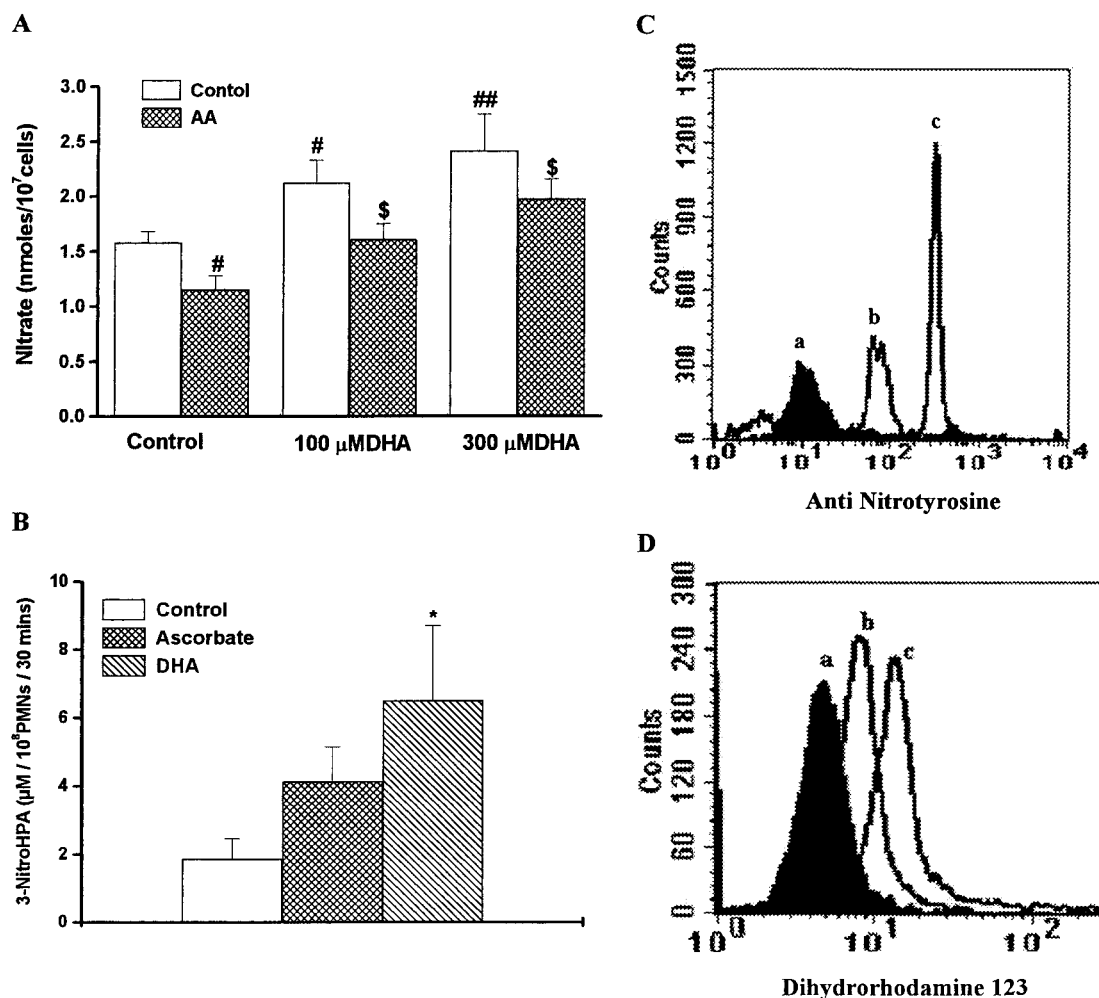 A
Contol
AA
Nitrate (nmoles/10⁷cells)
3.0
2.5
2.0
1.5
1.0
0.5
0.0
#
#
$
##
$
Control
100 µMDHA
300 µMDHA
B
Control
Ascorbate
DHA
3-NitroHPA (µM / 10⁸PMNs / 30 mins)
10
8
6
4
2
0
*
C
Counts
1500
1200
900
600
300
0
a
b
c
10⁰ 10¹ 10² 10³ 10⁴
Anti Nitrotyrosine
D
Counts
300
240
180
120
60
0
a
b
c
10⁰ 10¹ 10²
Dihydrorhodamine 123